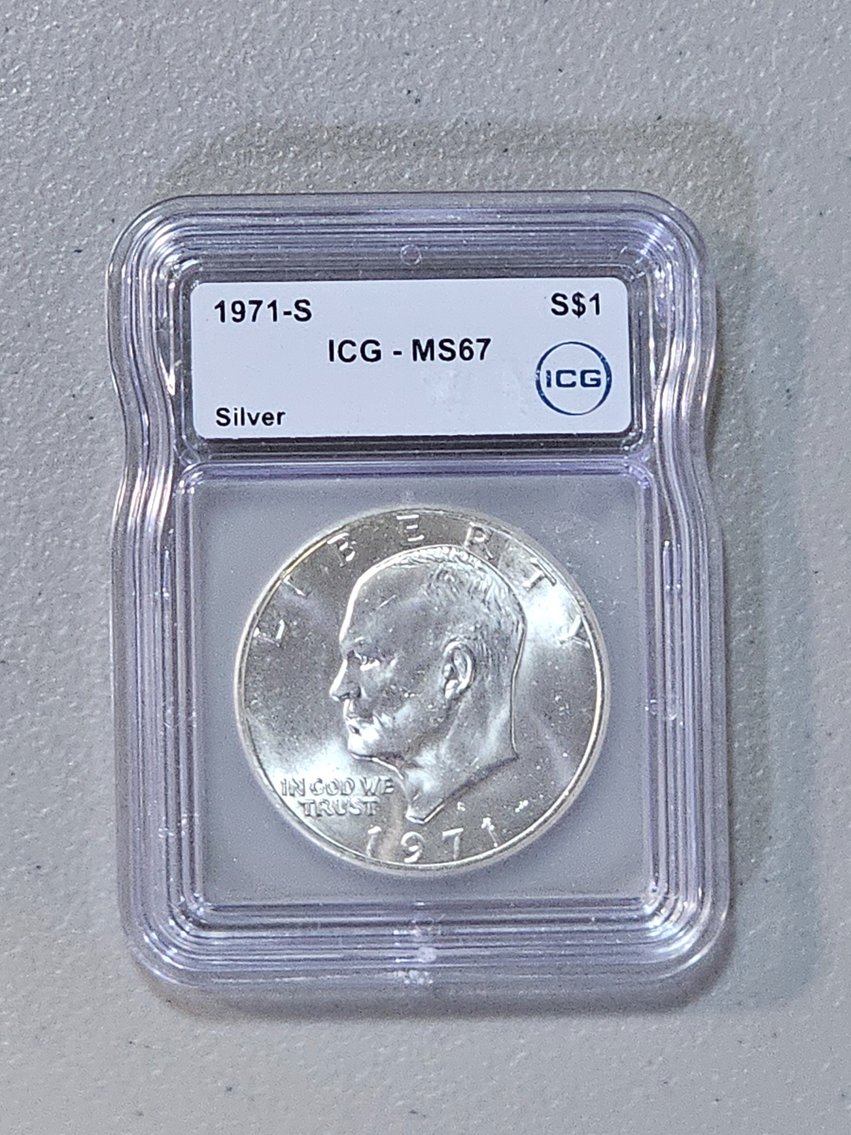 1971-S S$1
ICG - MS67
ICG
Silver
LIBERTY
IN GOD WE
TRUST
S
1971